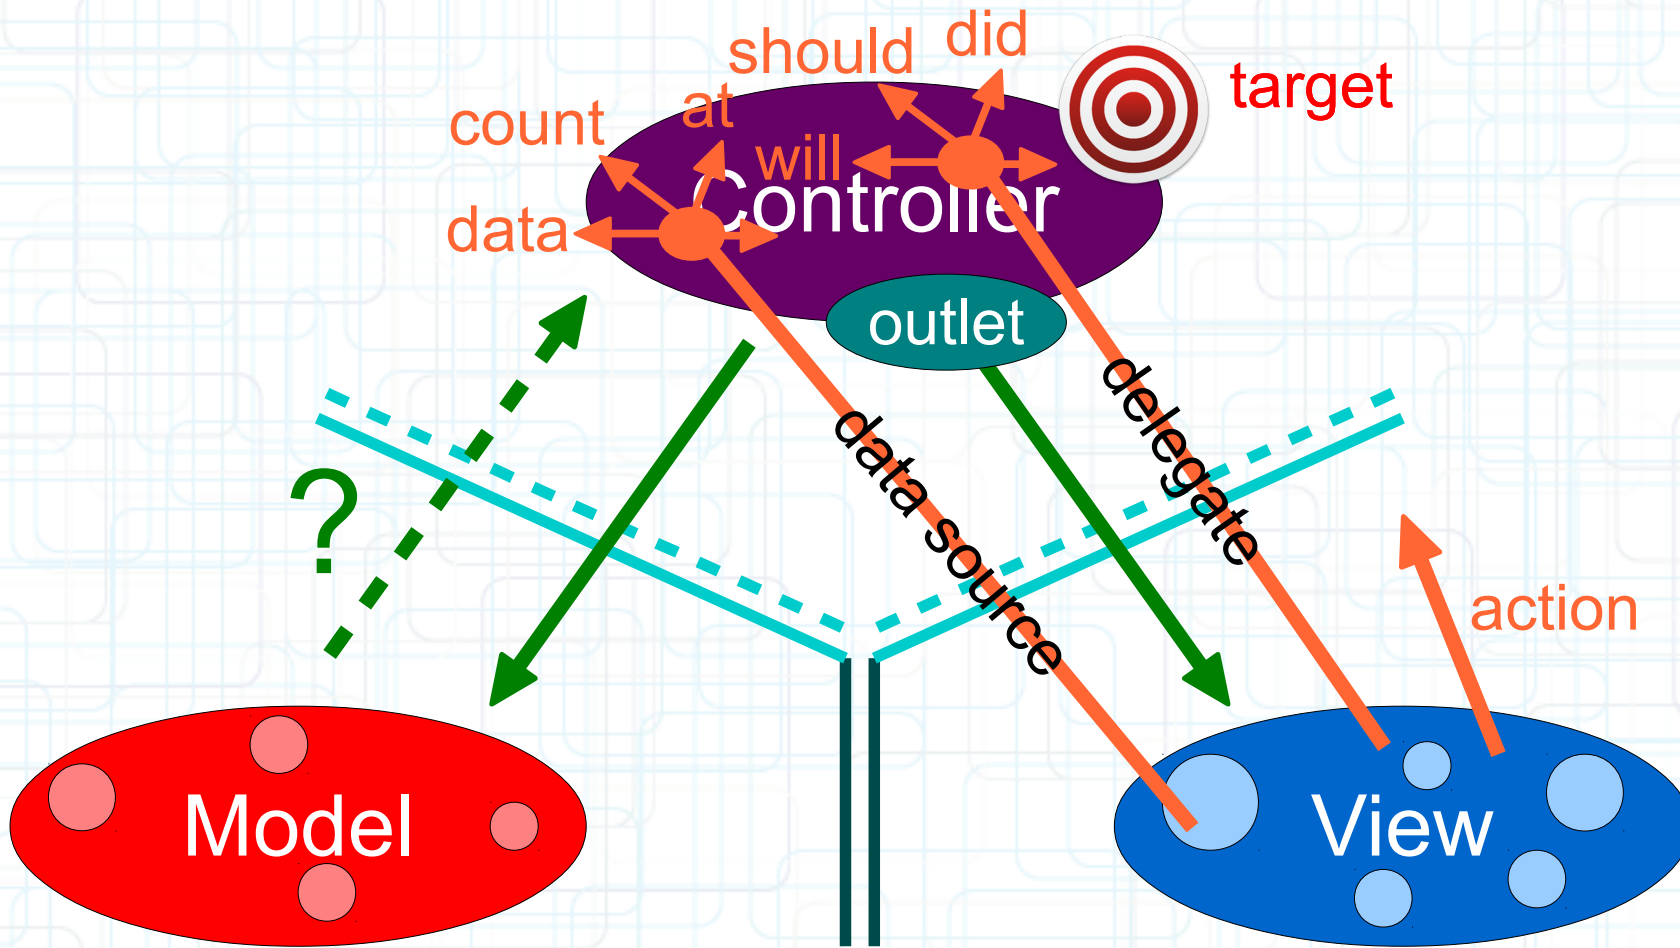 did
should
target
count
at
will
data
Controller
outlet
delegate
data source
?
action
Model
View